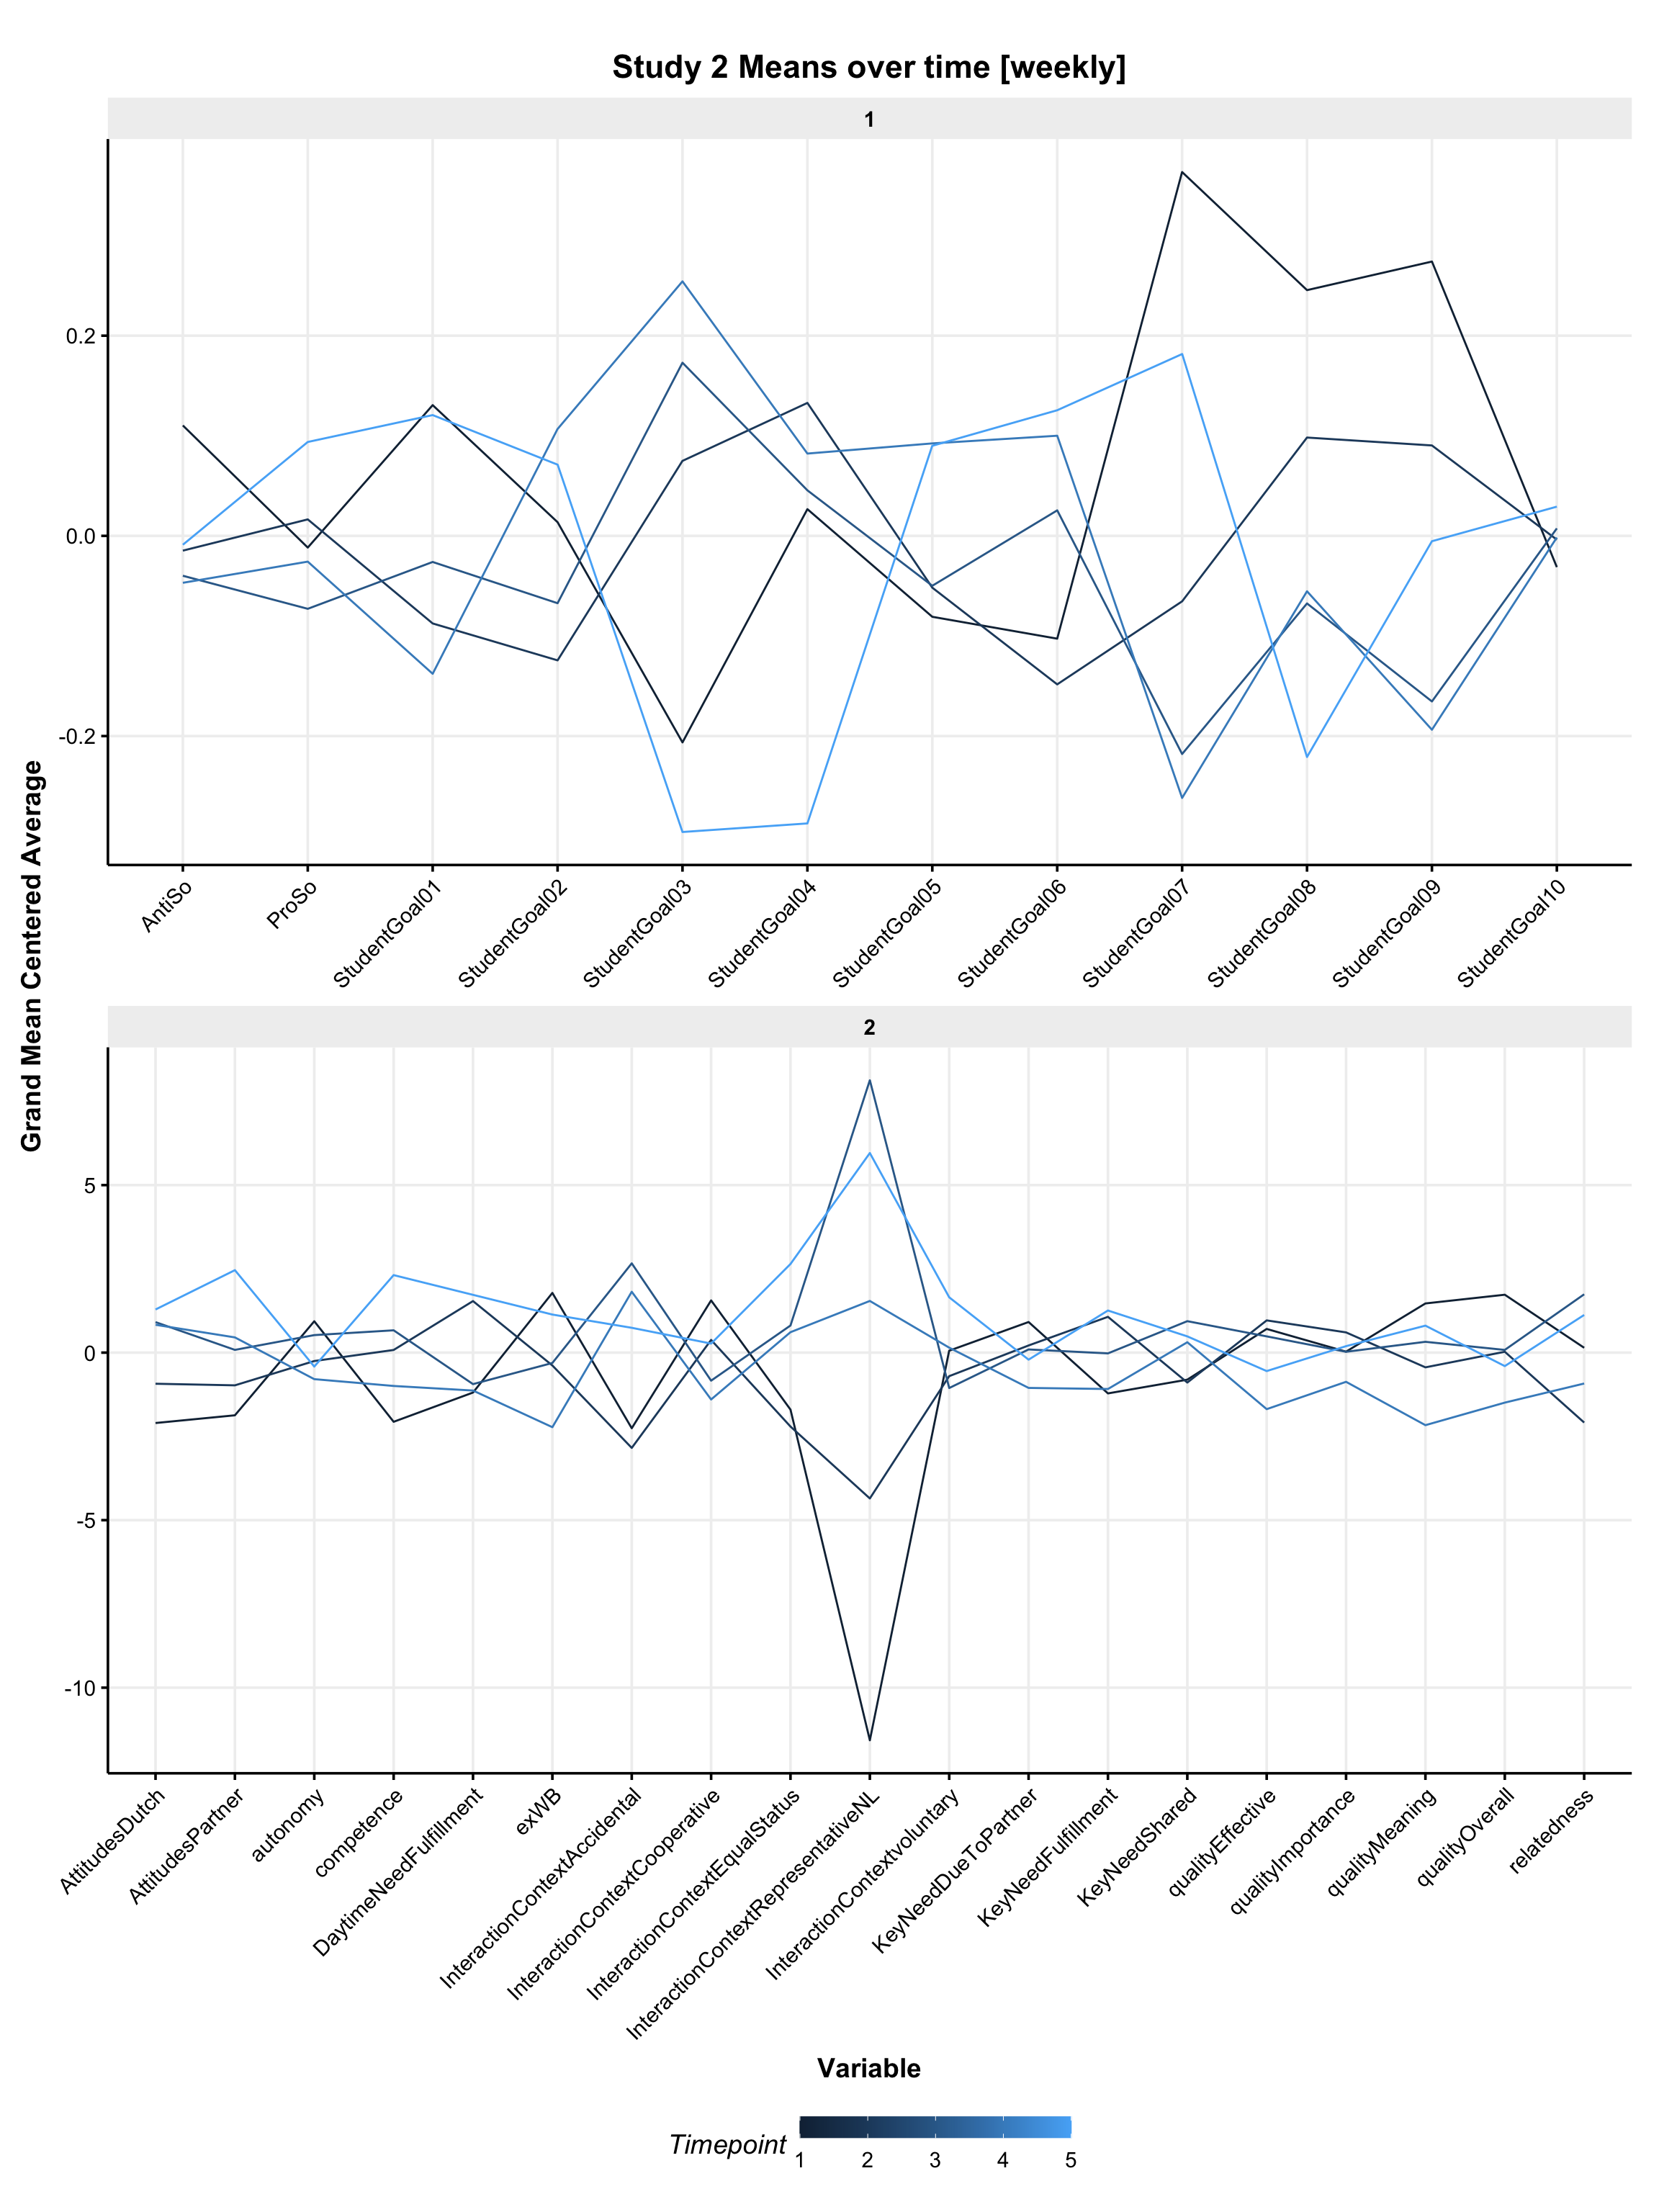 Study 2 Means over time [weekly]
1
0.2
0.0
-0.2
AntiSo
ProSo
StudentGoal01
StudentGoal02
StudentGoal03
StudentGoal04
StudentGoal05
StudentGoal06
StudentGoal07
StudentGoal08
StudentGoal09
StudentGoal10
Grand Mean Centered Average
2
5
0
-5
-10
AttitudesDutch
AttitudesPartner
autonomy
competence
DaytimeNeedFulfillment
exWB
InteractionContextAccidental
InteractionContextCooperative
InteractionContextEqualStatus
InteractionContextRepresentativeNL
InteractionContextvoluntary
KeyNeedDueToPartner
KeyNeedFulfillment
KeyNeedShared
qualityEffective
qualityImportance
qualityMeaning
qualityOverall
relatedness
Variable
Timepoint
1 2 3 4 5